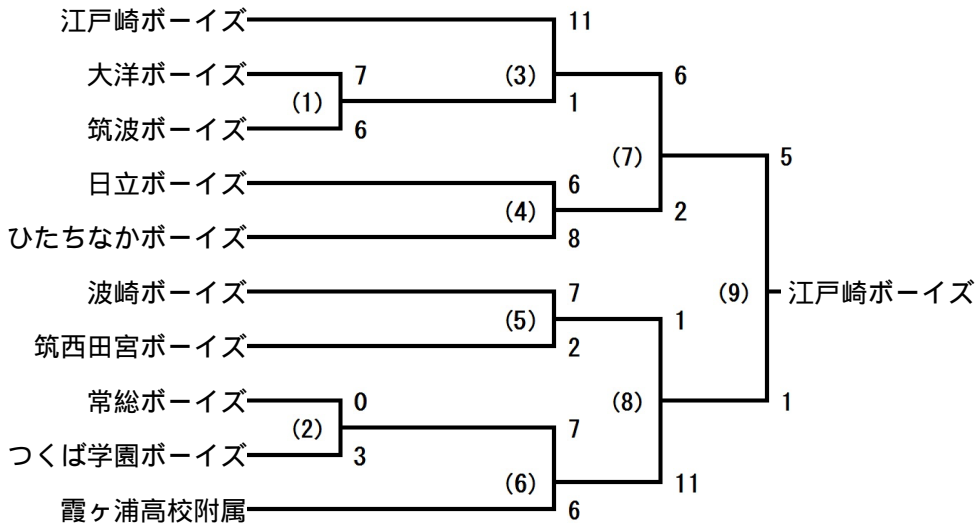 江戸崎ボーイズ 11
大洋ボーイズ 7 (3) 6
(1) 1
筑波ボーイズ 6
(7) 5
日立ボーイズ 6
(4) 2
ひたちなかボーイズ 8
波崎ボーイズ 7 (9) 江戸崎ボーイズ
(5) 1
筑西田宮ボーイズ 2
常総ボーイズ 0 (8) 1
(2) 7
つくば学園ボーイズ 3
(6) 11
霞ヶ浦高校附属 6